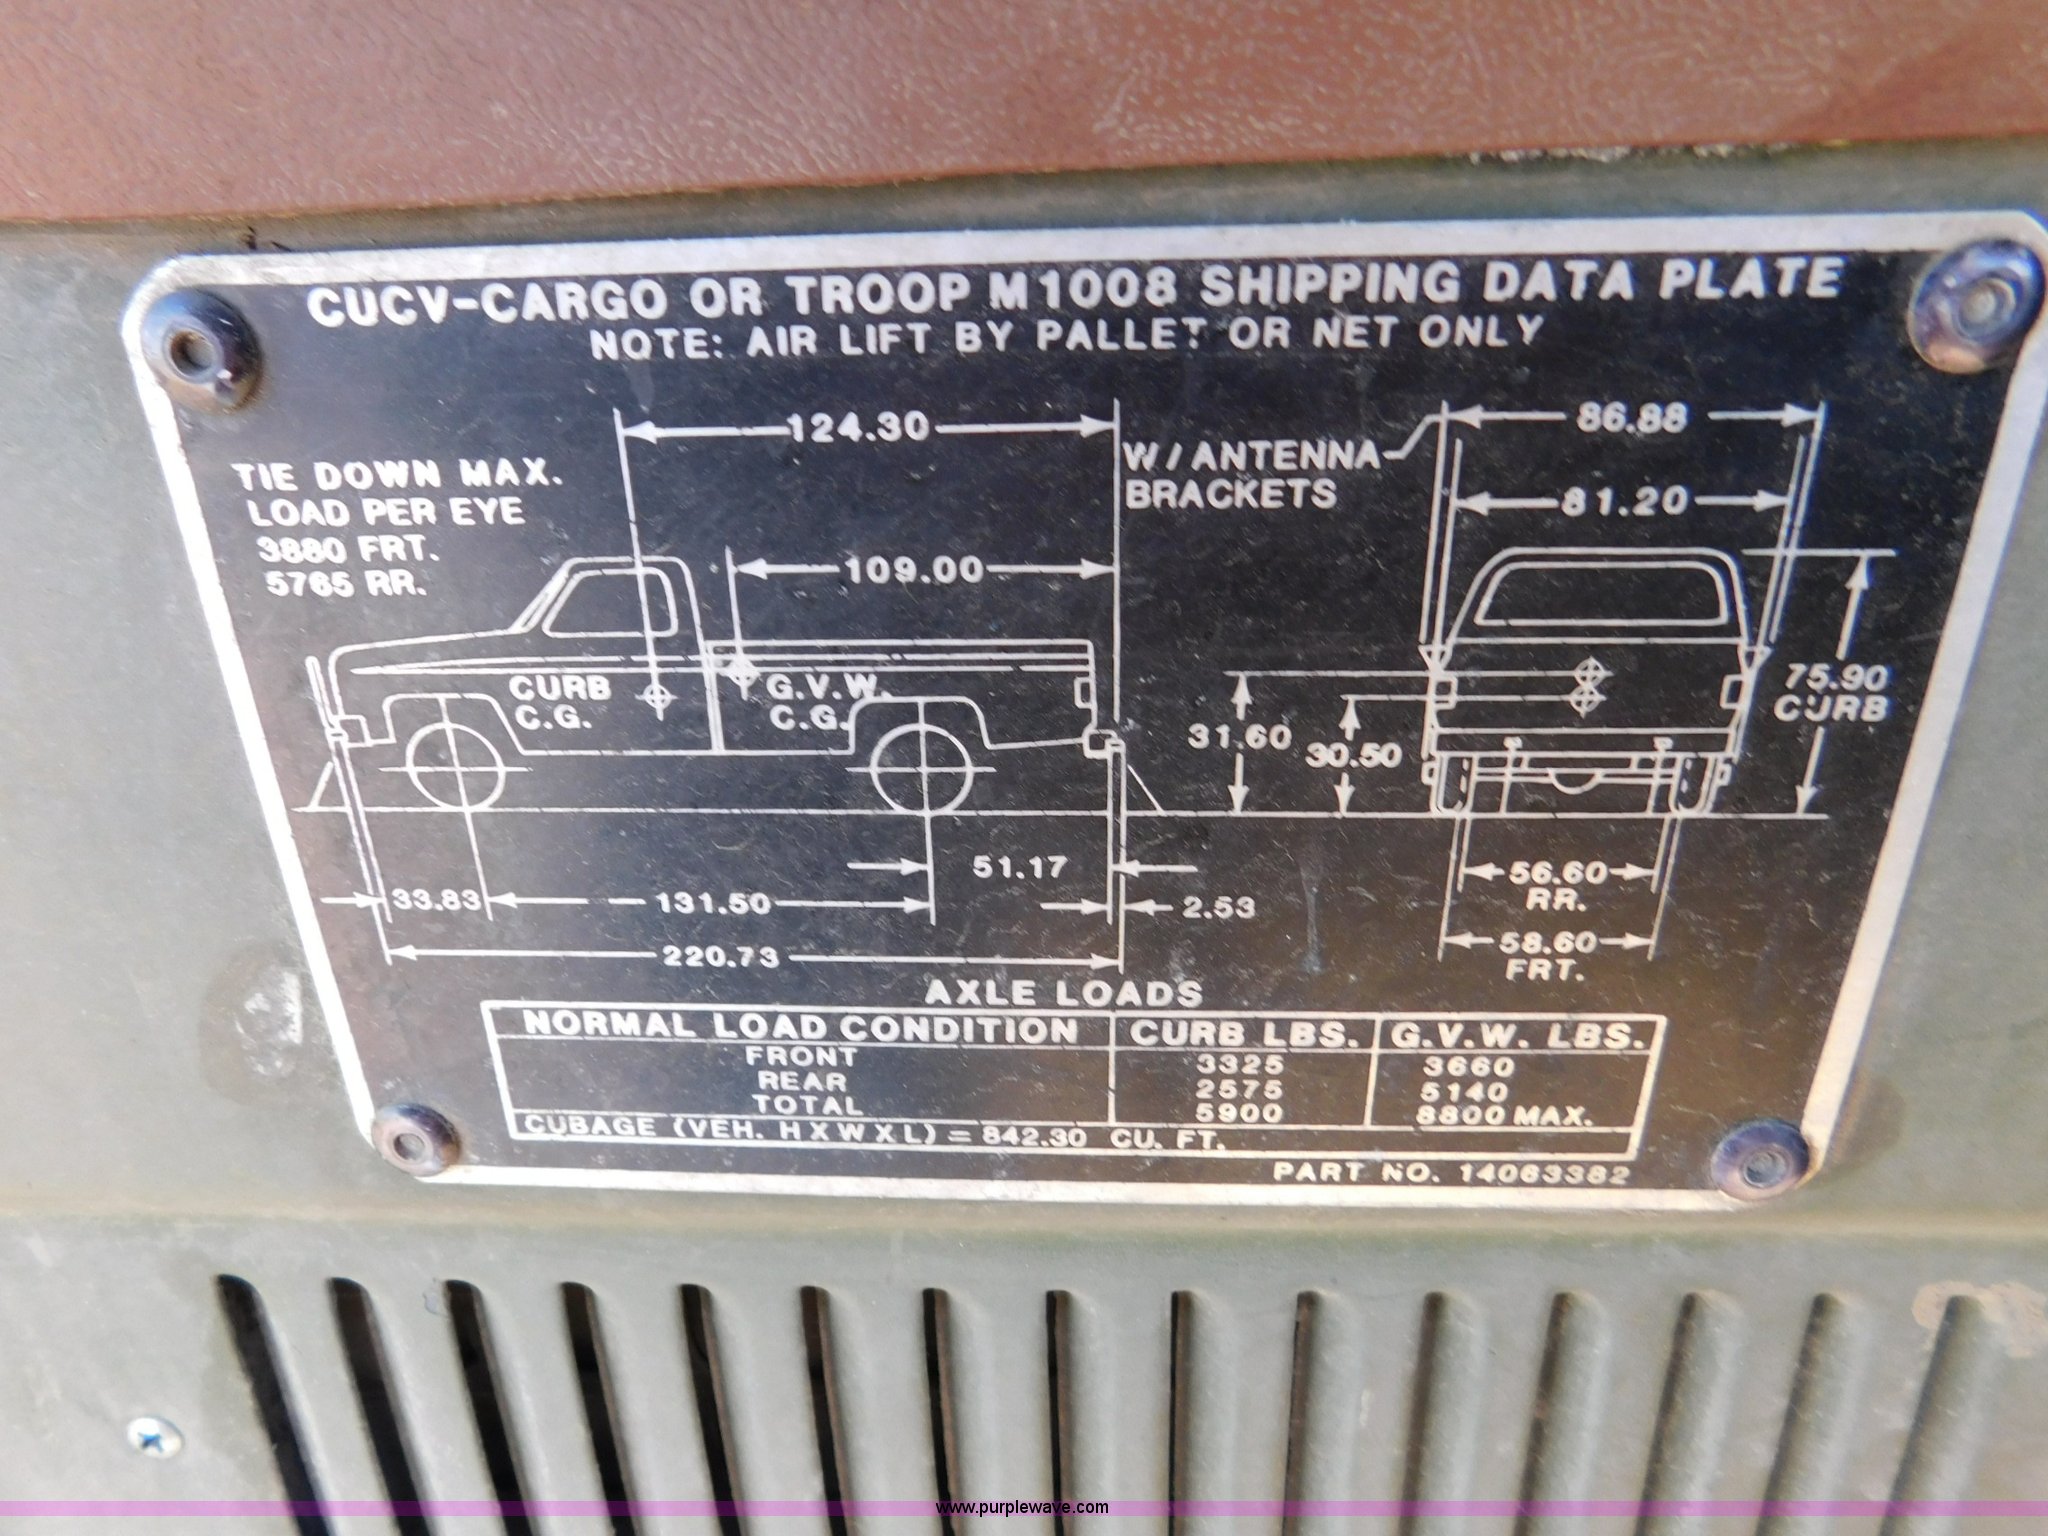 CUCV-CARGO OR TROOP M1008 SHIPPING DATA PLATE
NOTE: AIR LIFT BY PALLET OR NET ONLY
TIE DOWN MAX.
LOAD PER EYE
3880 FRT.
5765 RR.
124.30
109.00
CURB
C.G.
G.V.W.
C.G.
33.83
131.50
51.17
2.53
220.73
W/ANTENNA
BRACKETS
86.88
81.20
31.60
30.50
75.90
CURB
56.60
RR.
58.60
FRT.
AXLE LOADS
NORMAL LOAD CONDITION CURB LBS. G.V.W. LBS.
FRONT 3325 3660
REAR 2575 5140
TOTAL 5900 8800 MAX.
CUBAGE (VEH. H X W X L) = 842.30 CU. FT.
PART NO. 14063382
www.purplewave.com